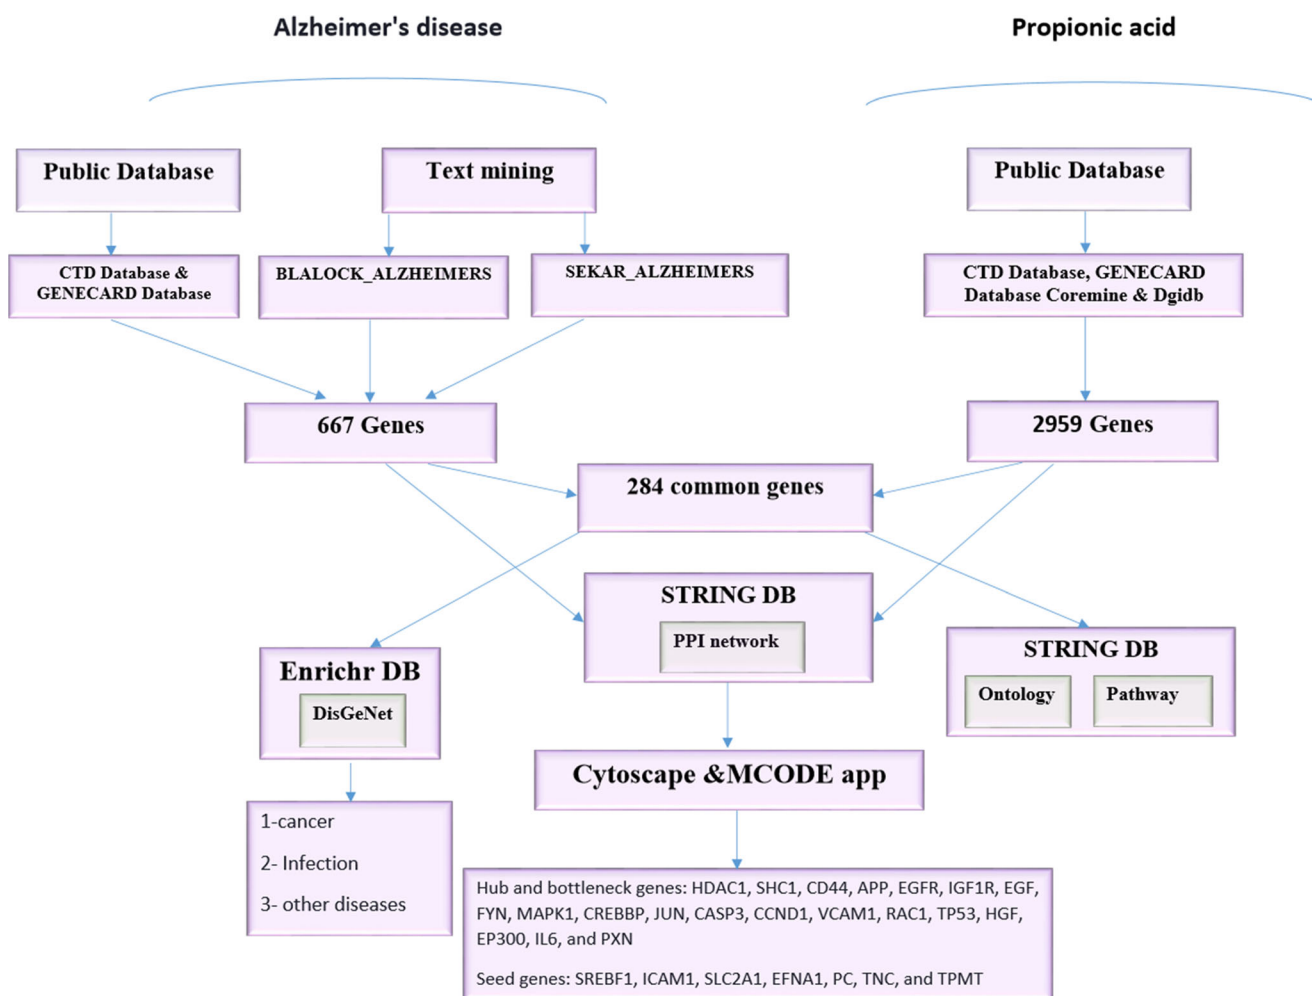 Alzheimer's disease
Propionic acid
Public Database
Text mining
Public Database
CTD Database &
GENECARD Database
BLALOCK_ALZHEIMERS
SEKAR_ALZHEIMERS
CTD Database, GENECARD
Database Coremine & Dgidb
667 Genes
2959 Genes
284 common genes
STRING DB
PPI network
Enrichr DB
DisGeNet
STRING DB
Ontology
Pathway
Cytoscape &MCODE app
1-cancer
2- Infection
3- other diseases
Hub and bottleneck genes: HDAC1, SHC1, CD44, APP, EGFR, IGF1R, EGF,
FYN, MAPK1, CREBBP, JUN, CASP3, CCND1, VCAM1, RAC1, TP53, HGF,
EP300, IL6, and PXN
Seed genes: SREBF1, ICAM1, SLC2A1, EFNA1, PC, TNC, and TPMT